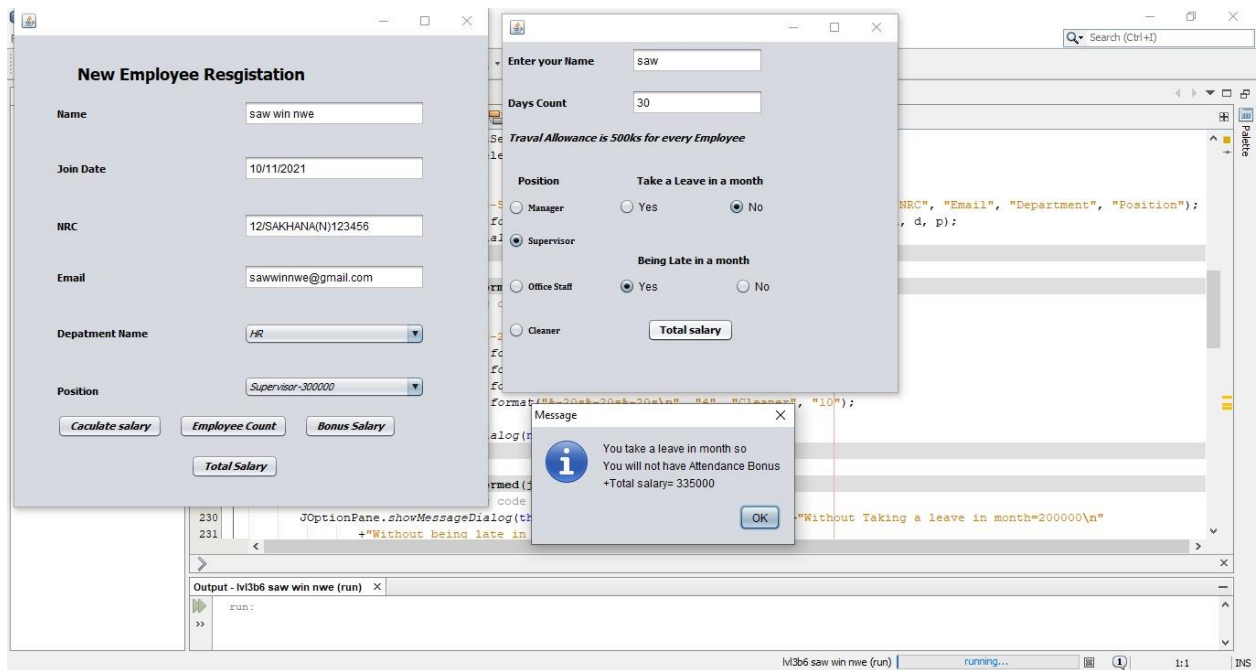 New Employee Resgistation
Name
saw win nwe
Join Date
10/11/2021
NRC
12/SAKHANA(N)123456
Email
sawwinnwe@gmail.com
Depatment Name
HR
Position
Supervisor-300000
Caculate salary
Employee Count
Bonus Salary
Total Salary
Enter your Name
saw
Days Count
30
Traval Allowance is 500ks for every Employee
Position
Take a Leave in a month
Manager
Yes
No
Supervisor
Being Late in a month
Office Staff
Yes
No
Cleaner
Total salary
Search (Ctrl+I)
Palette
NRC", "Email", "Department", "Position");
, d, p);
format("%-20s%-20s%-20s\n", "4", "Cleaner", "10");
Message
You take a leave in month so
You will not have Attendance Bonus
+Total salary= 335000
OK
alog(
rmed(
code
230 JOptionPane.showMessageDialog(th
"Without Taking a leave in month=200000\n"
231 +"Without being late in
Output - lvl3b6 saw win nwe (run)
run:
lvl3b6 saw win nwe (run)
running...
1:1
INS